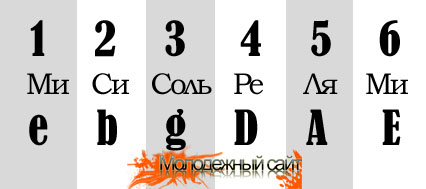 1 2 3 4 5 6
Ми Си Соль Ре Ля Ми
e b g D A E
Молодежный сайт